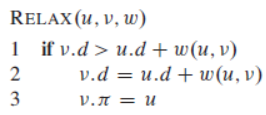 RELAX(u, v, w)
1 if v.d > u.d + w(u, v)
2 v.d = u.d + w(u, v)
3 v.π = u